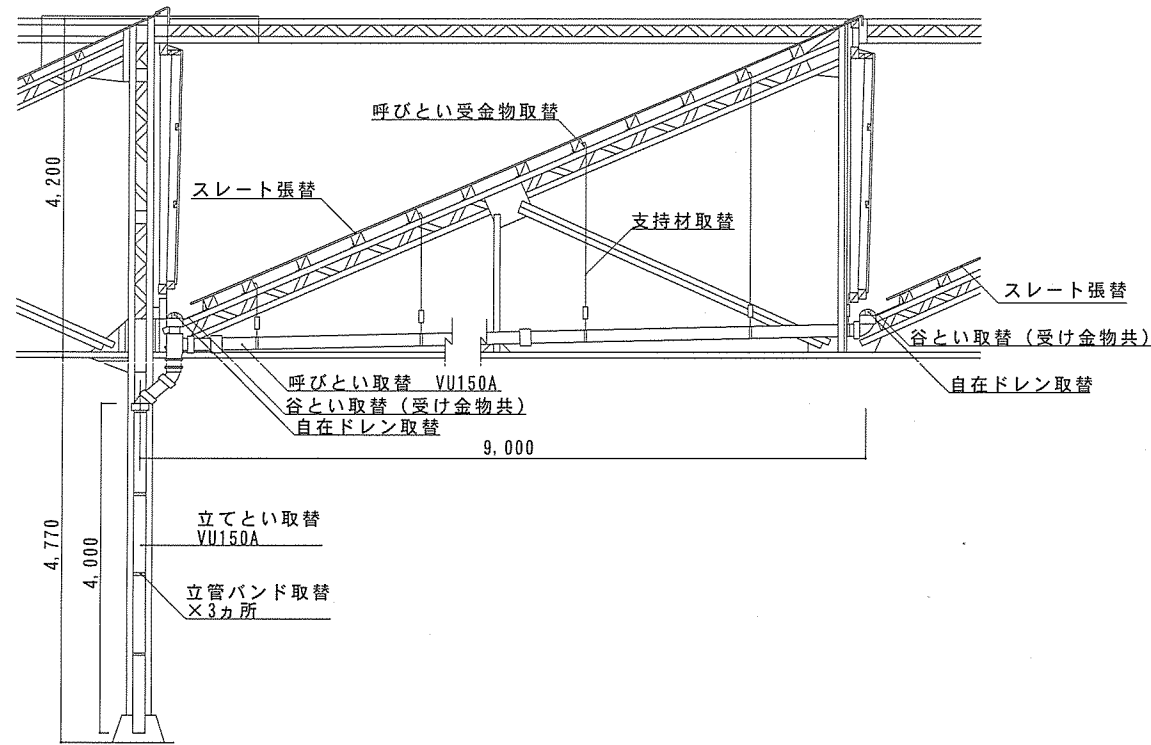 呼びとい受金物取替
4,200
スレート張替
支持材取替
スレート張替
谷とい取替（受け金物共）
呼びとい取替 VU150A
自在ドレン取替
谷とい取替（受け金物共）
自在ドレン取替
9,000
立てとい取替
VU150A
4,770
4,000
立管バンド取替
×3ヵ所